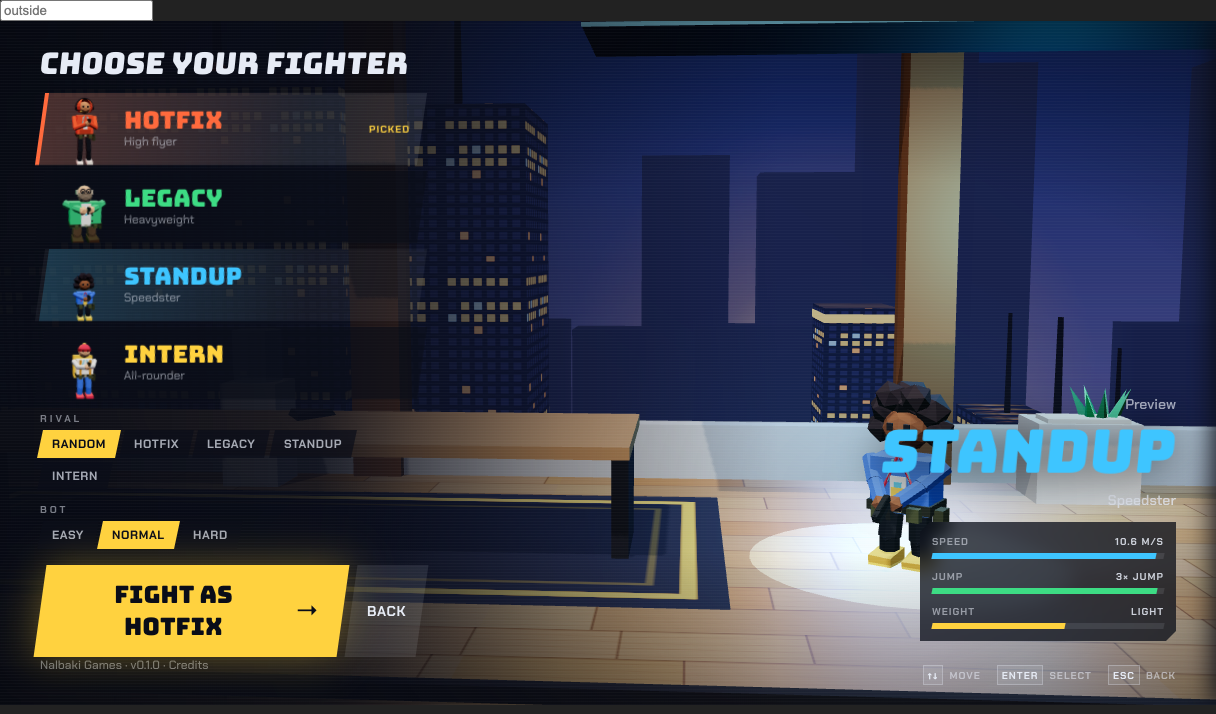 outside
CHOOSE YOUR FIGHTER
HOTFIX
High flyer
PICKED
LEGACY
Heavyweight
STANDUP
Speedster
INTERN
All-rounder
RIVAL
RANDOM HOTFIX LEGACY STANDUP
INTERN
BOT
EASY NORMAL HARD
FIGHT AS
HOTFIX →
BACK
Nalbaki Games · v0.1.0 · Credits
Preview
STANDUP
Speedster
SPEED 10.6 M/S
JUMP 3× JUMP
WEIGHT LIGHT
↑↓ MOVE ENTER SELECT ESC BACK